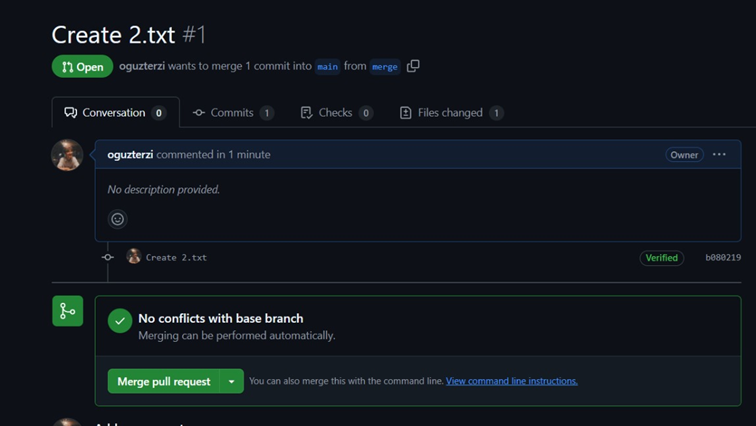 Create 2.txt #1
Open oguzterzi wants to merge 1 commit into main from merge
Conversation 0 Commits 1 Checks 0 Files changed 1
oguzterzi commented in 1 minute Owner
No description provided.
Create 2.txt Verified b080219
No conflicts with base branch
Merging can be performed automatically.
Merge pull request You can also merge this with the command line. View command line instructions.